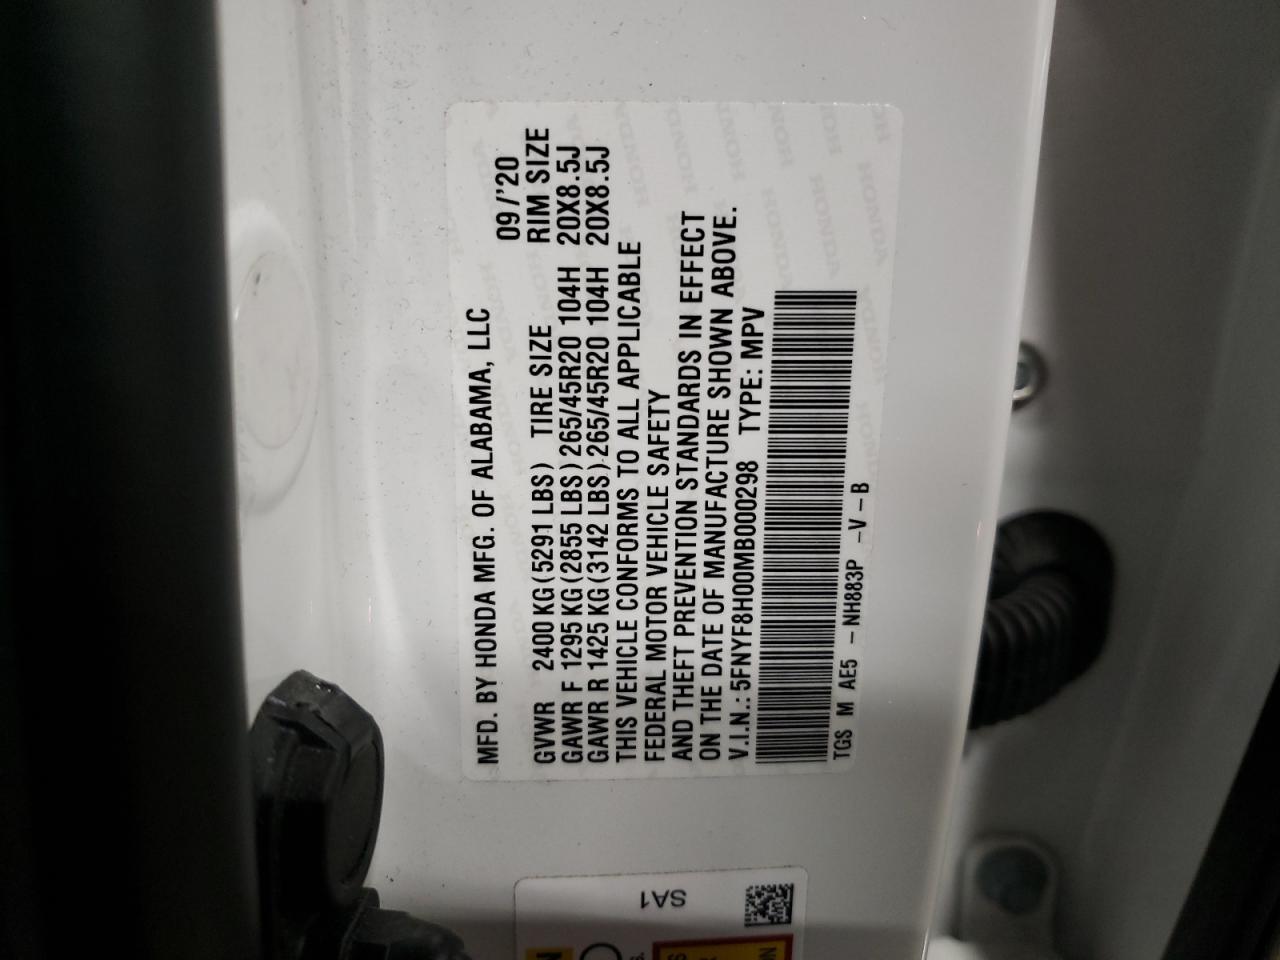 MFD. BY HONDA MFG. OF ALABAMA, LLC
09/'20
GVWR 2400 KG(5291 LBS) TIRE SIZE RIM SIZE
GAWR F 1295 KG(2855 LBS)265/45R20 104H 20X8.5J
GAWR R 1425 KG(3142 LBS)265/45R20 104H 20X8.5J
THIS VEHICLE CONFORMS TO ALL APPLICABLE
FEDERAL MOTOR VEHICLE SAFETY
AND THEFT PREVENTION STANDARDS IN EFFECT
ON THE DATE OF MANUFACTURE SHOWN ABOVE.
V.I.N.: 5FNYF8H00MB000298 TYPE: MPV
TGS M AE5 -NH883P -V-B
SA1